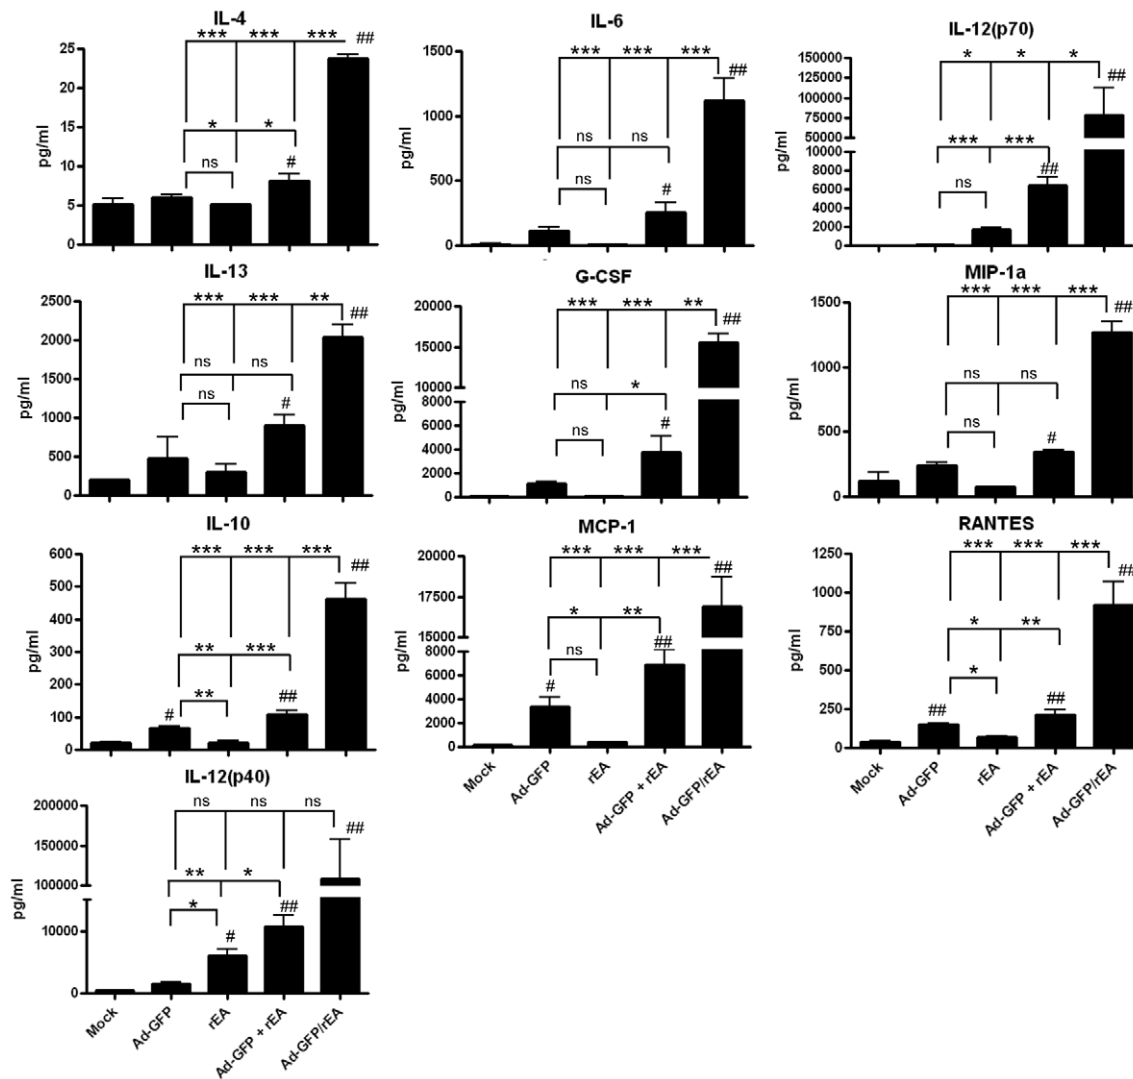 IL-4
*** *** *** ##
* * #
ns
25
20
15
10
5
0
pg/ml
IL-6
*** *** *** ##
ns ns
ns #
1500
1000
500
0
pg/ml
IL-12(p70)
* * * ##
*** *** ##
ns
150000
125000
100000
75000
50000
10000
8000
6000
4000
2000
0
pg/ml
IL-13
*** *** ** ##
ns ns
ns #
2500
2000
1500
1000
500
0
pg/ml
G-CSF
*** *** ** ##
ns *
ns #
20000
15000
10000
8000
6000
4000
2000
0
pg/ml
MIP-1a
*** *** *** ##
ns ns
ns #
1500
1000
500
0
pg/ml
IL-10
*** *** *** ##
** ***
# ** ##
600
500
400
300
200
100
0
pg/ml
MCP-1
*** *** *** ##
* **
# ns ##
20000
17500
15000
8000
6000
4000
2000
0
pg/ml
Mock Ad-GFP rEA Ad-GFP + rEA Ad-GFP/rEA
RANTES
*** *** *** ##
* **
## * ##
1250
1000
750
500
250
0
pg/ml
Mock Ad-GFP rEA Ad-GFP + rEA Ad-GFP/rEA
IL-12(p40)
ns ns ns ##
** *
* # ##
200000
150000
100000
10000
0
pg/ml
Mock Ad-GFP rEA Ad-GFP + rEA Ad-GFP/rEA